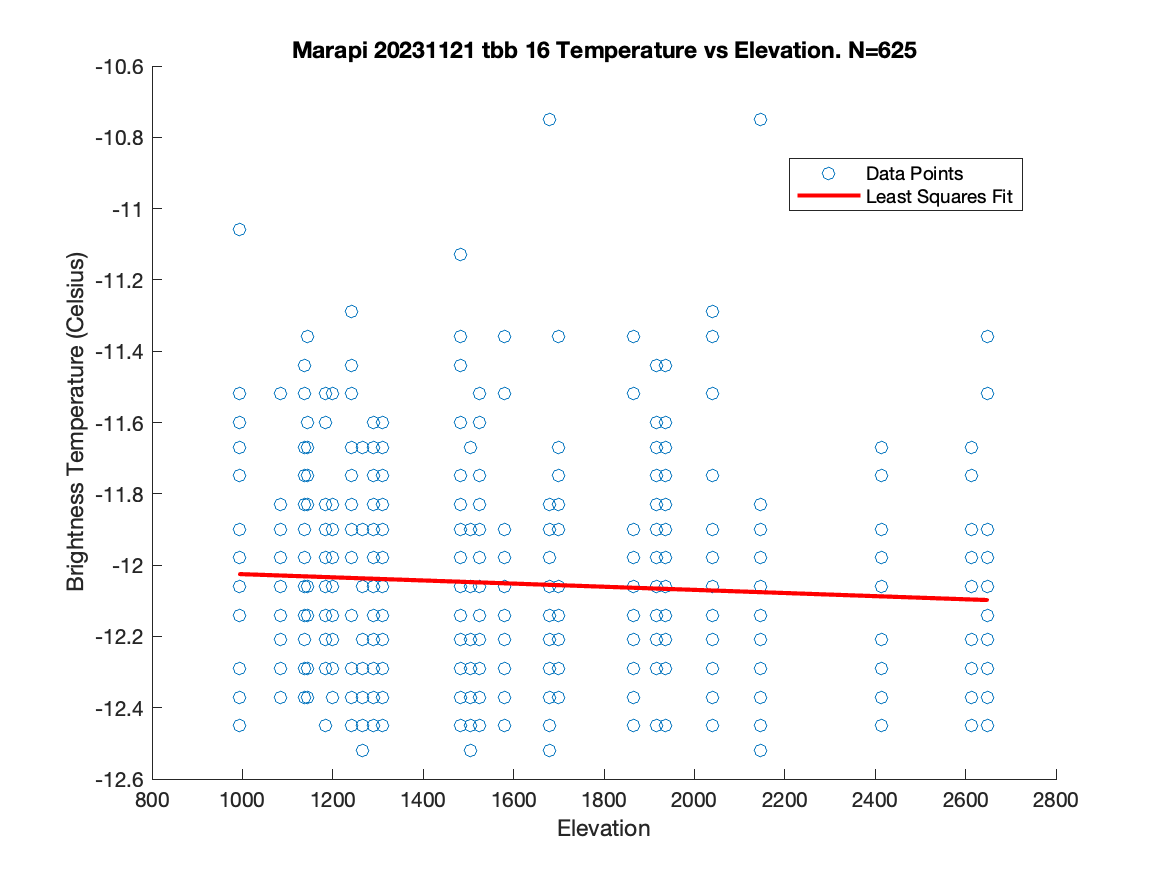 Marapi 20231121 tbb 16 Temperature vs Elevation. N=625
-10.6
-10.8
-11
-11.2
-11.4
-11.6
-11.8
-12
-12.2
-12.4
-12.6
Brightness Temperature (Celsius)
Data Points
Least Squares Fit
800 1000 1200 1400 1600 1800 2000 2200 2400 2600 2800
Elevation